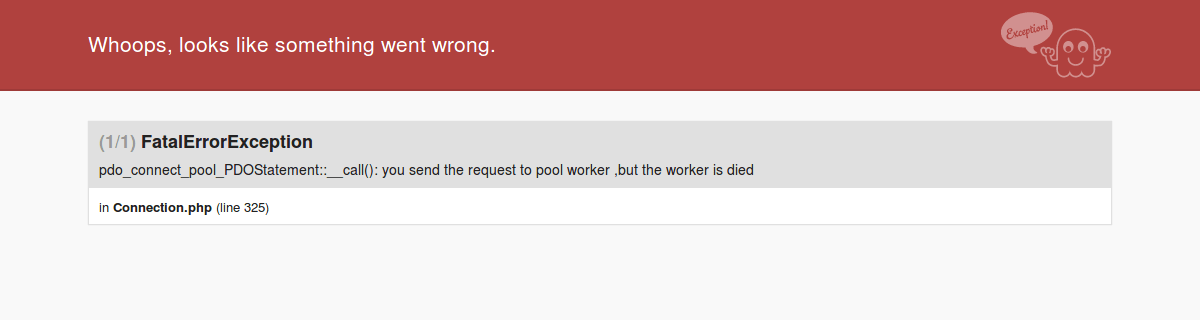 Whoops, looks like something went wrong.
Exception!
(1/1) FatalErrorException
pdo_connect_pool_PDOStatement::__call(): you send the request to pool worker ,but the worker is died
in Connection.php (line 325)